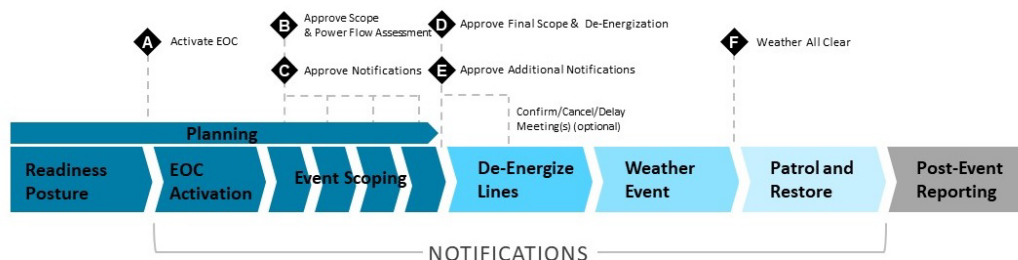 A Activate EOC
B Approve Scope
& Power Flow Assessment
C Approve Notifications
D Approve Final Scope & De-Energization
E Approve Additional Notifications
Confirm/Cancel/Delay
Meeting(s) (optional)
F Weather All Clear
Planning
Readiness
Posture
EOC
Activation
Event Scoping
De-Energize
Lines
Weather
Event
Patrol and
Restore
Post-Event
Reporting
NOTIFICATIONS